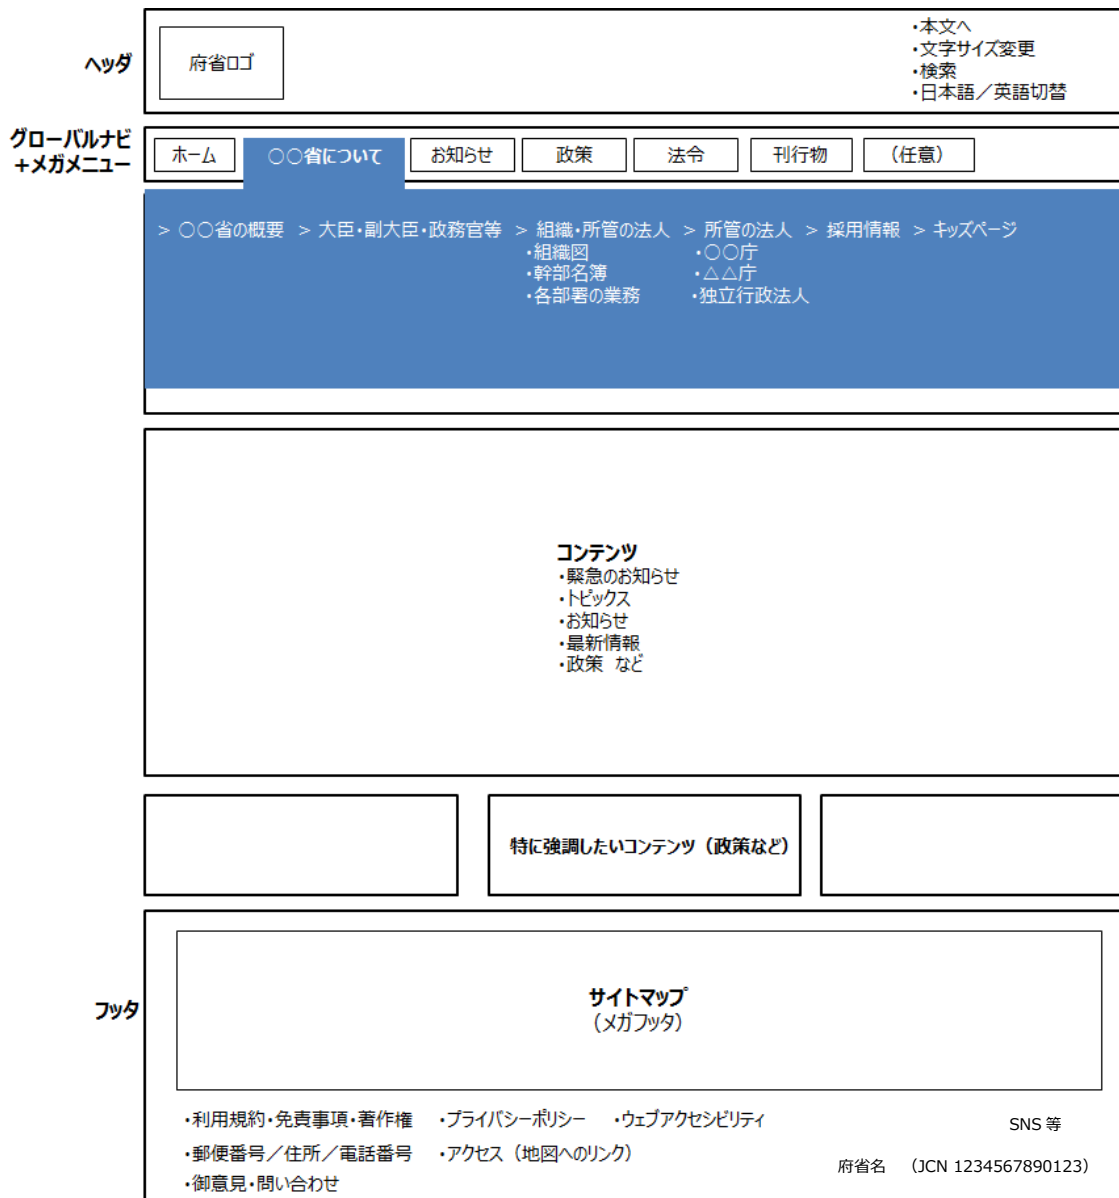 ヘッダ
府省ロゴ
・本文へ
・文字サイズ変更
・検索
・日本語／英語切替
グローバルナビ
+メガメニュー
ホーム
○○省について
お知らせ
政策
法令
刊行物
（任意）
> ○○省の概要 > 大臣・副大臣・政務官等 > 組織・所管の法人 > 所管の法人 > 採用情報 > キッズページ
・組織図 ・○○庁
・幹部名簿 ・△△庁
・各部署の業務 ・独立行政法人
コンテンツ
・緊急のお知らせ
・トピックス
・お知らせ
・最新情報
・政策 など
特に強調したいコンテンツ（政策など）
フッタ
サイトマップ
（メガフッタ）
・利用規約・免責事項・著作権 ・プライバシーポリシー ・ウェブアクセシビリティ
SNS 等
・郵便番号／住所／電話番号 ・アクセス（地図へのリンク）
府省名 （JCN 1234567890123）
・御意見・問い合わせ